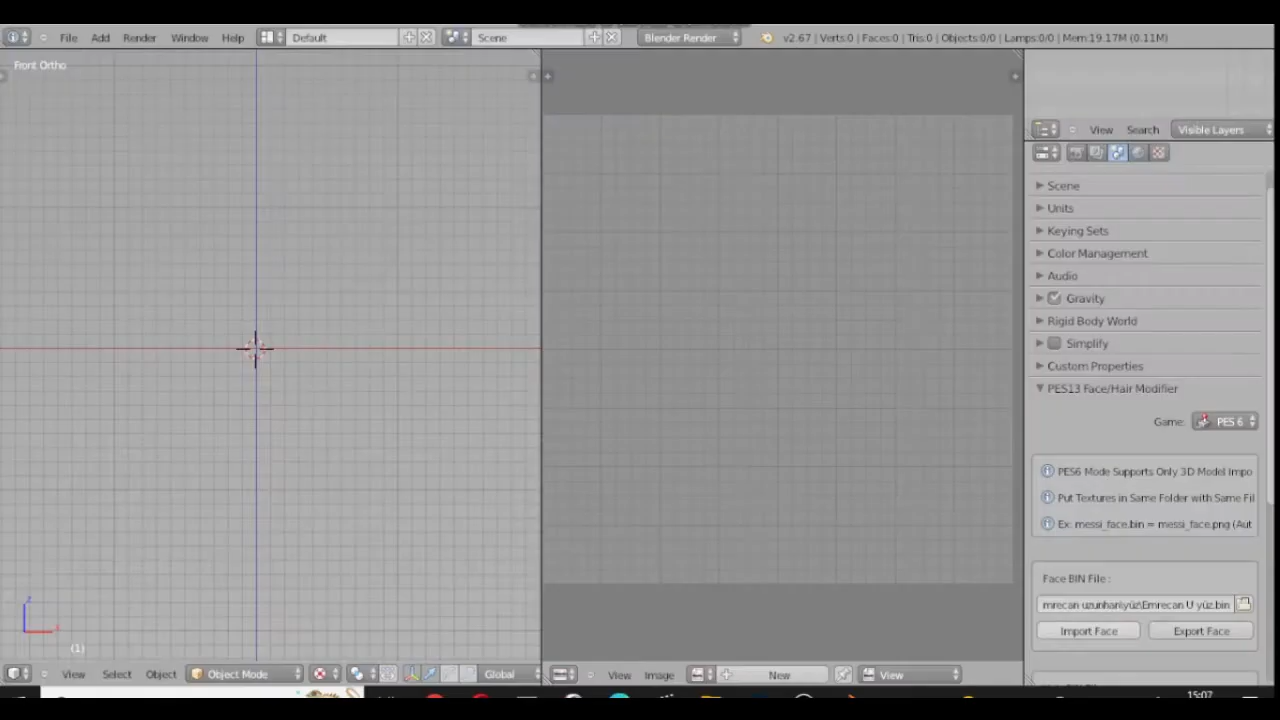 File Add Render Window Help Default Scene Blender Render v2.67 | Verts:0 | Faces:0 | Tris:0 | Objects:0/0 | Lamps:0/0 | Mem:19.17M (0.11M)
Front Ortho
View Search Visible Layers
Scene
Units
Keying Sets
Color Management
Audio
Gravity
Rigid Body World
Simplify
Custom Properties
PES13 Face/Hair Modifier
Game: PES 6
PES6 Mode Supports Only 3D Model Impo
Put Textures in Same Folder with Same Fil
Ex: messi_face.bin = messi_face.png (Aut
Face BIN File :
mrecan uzunhan\yüz\Emrecan U yüz.bin
Import Face Export Face
z
x
(1)
View Select Object Object Mode Global View Image New View
15:07